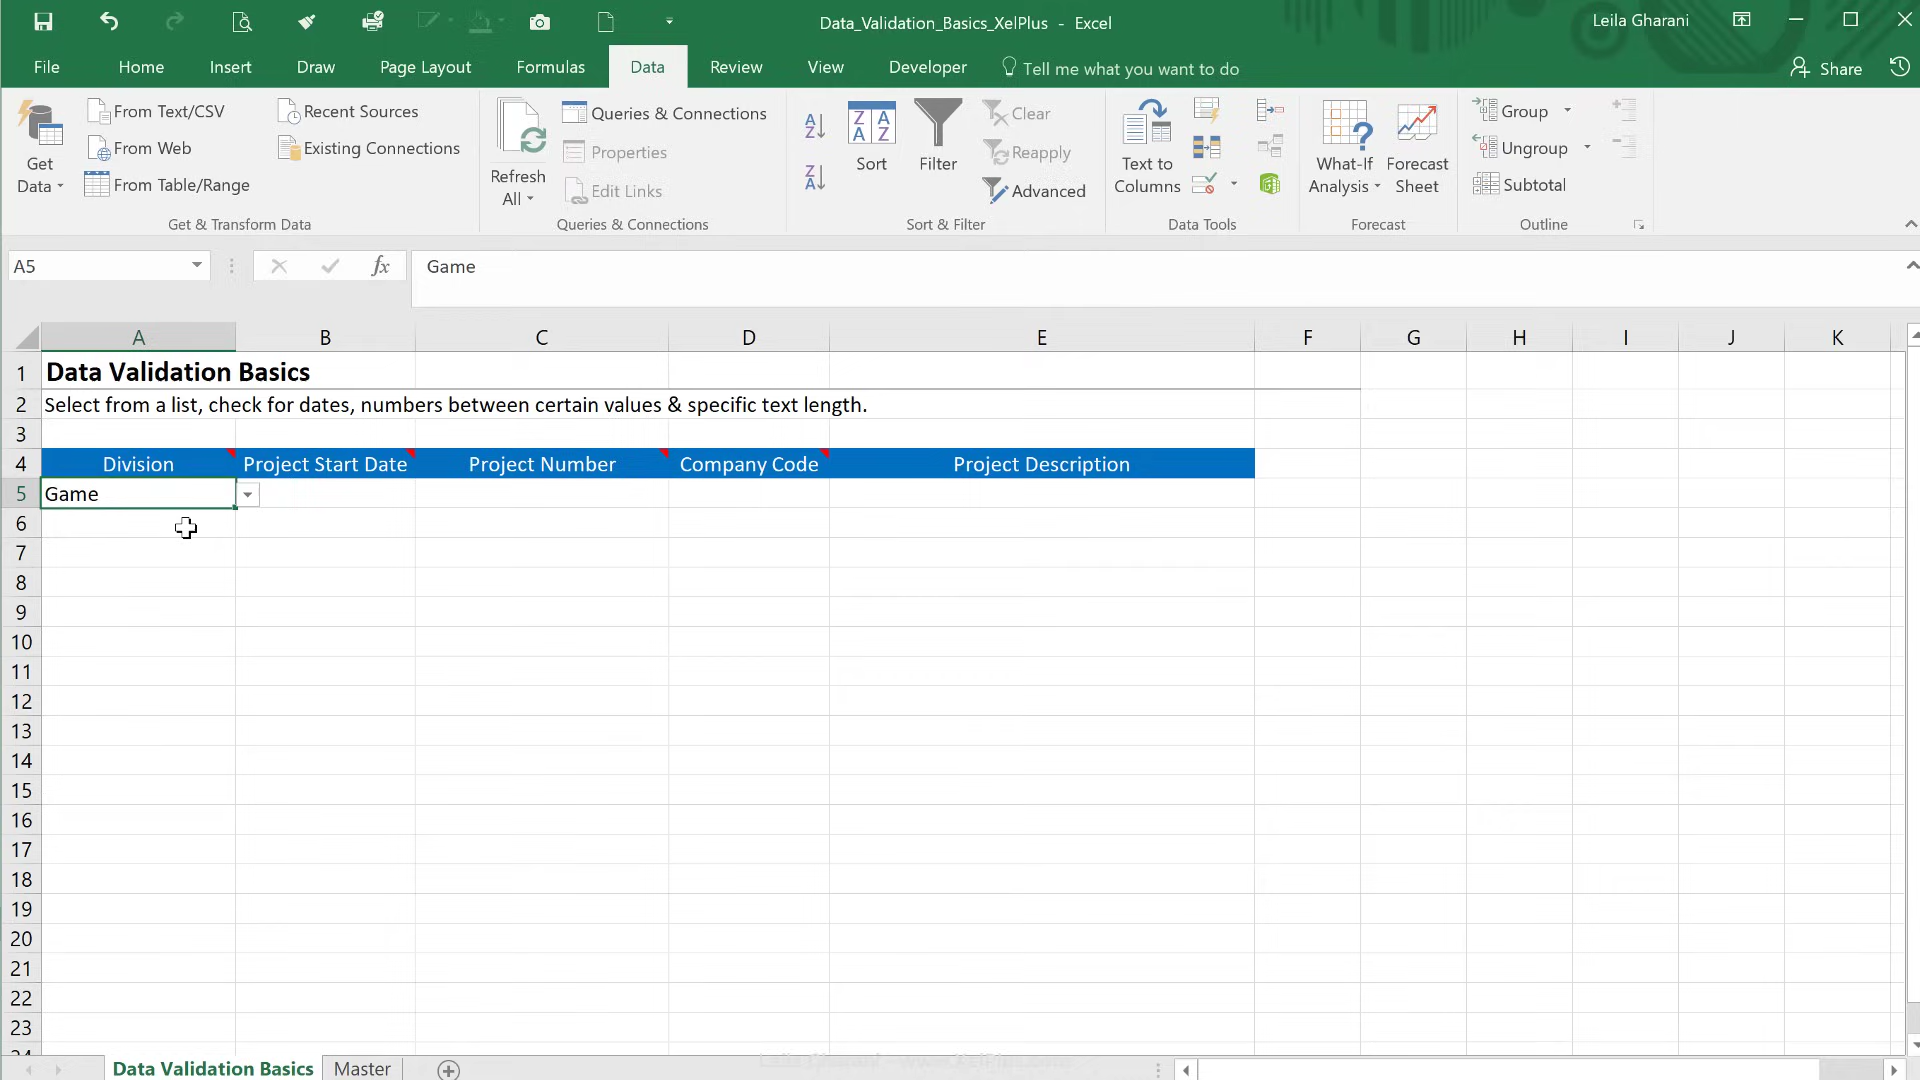 Data_Validation_Basics_XelPlus - Excel
Leila Gharani
File Home Insert Draw Page Layout Formulas Data Review View Developer Tell me what you want to do Share
Get Data
From Text/CSV
From Web
From Table/Range
Recent Sources
Existing Connections
Get & Transform Data
Refresh All
Queries & Connections
Properties
Edit Links
Queries & Connections
Sort
Filter
Clear
Reapply
Advanced
Sort & Filter
Text to Columns
Data Tools
What-If Analysis
Forecast Sheet
Forecast
Group
Ungroup
Subtotal
Outline
A5 fx Game
A B C D E F G H I J K
1 Data Validation Basics
2 Select from a list, check for dates, numbers between certain values & specific text length.
3
4 Division Project Start Date Project Number Company Code Project Description
5 Game
6
7
8
9
10
11
12
13
14
15
16
17
18
19
20
21
22
23
Data Validation Basics Master